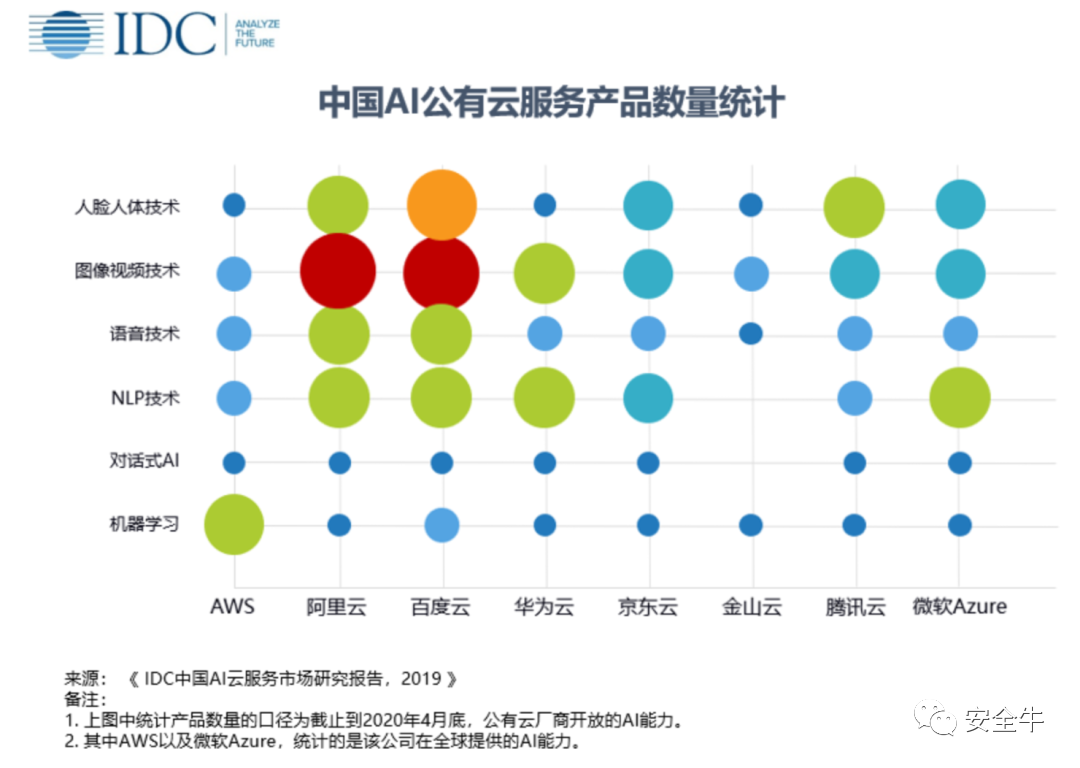 IDC
ANALYZE
THE
FUTURE
中国AI公有云服务产品数量统计
人脸人体技术
图像视频技术
语音技术
NLP技术
对话式AI
机器学习
AWS 阿里云 百度云 华为云 京东云 金山云 腾讯云 微软Azure
来源： 《 IDC中国AI云服务市场研究报告，2019 》
备注：
1. 上图中统计产品数量的口径为截止到2020年4月底，公有云厂商开放的AI能力。
2. 其中AWS以及微软Azure，统计的是该公司在全球提供的AI能力。
安全牛